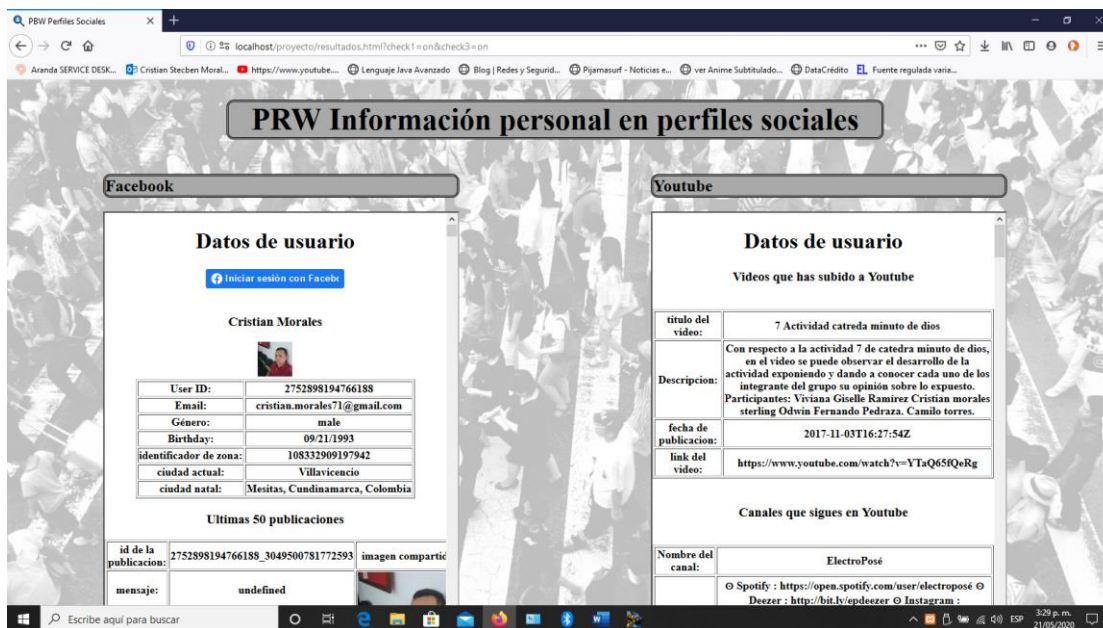 PBW Perfiles Sociales
localhost/proyecto/resultados.html?check1=on&check3=on
Aranda SERVICE DESK...
Cristian Stecben Moral...
https://www.youtube....
Lenguaje Java Avanzado
Blog | Redes y Segurid...
Pijamasurf - Noticias e...
ver Anime Subtitulado...
DataCrédito
EL Fuente regulada varia...
PRW Información personal en perfiles sociales
Facebook
Datos de usuario
Iniciar sesión con Facebo
Cristian Morales
User ID: 2752898194766188
Email: cristian.morales71@gmail.com
Género: male
Birthday: 09/21/1993
identificador de zona: 108332909197942
ciudad actual: Villavicencio
ciudad natal: Mesitas, Cundinamarca, Colombia
Ultimas 50 publicaciones
id de la
publicacion:
2752898194766188_3049500781772593
imagen compartid
mensaje: undefined
Youtube
Datos de usuario
Videos que has subido a Youtube
titulo del
video:
7 Actividad catreda minuto de dios
Descripcion:
Con respecto a la actividad 7 de catedra minuto de dios,
en el video se puede observar el desarrollo de la
actividad exponiendo y dando a conocer cada uno de los
integrante del grupo su opinión sobre lo expuesto.
Participantes: Viviana Giselle Ramirez Cristian morales
sterling Odwin Fernando Pedraza. Camilo torres.
fecha de
publicacion:
2017-11-03T16:27:54Z
link del
video:
https://www.youtube.com/watch?v=YTaQ65fQeRg
Canales que sigues en Youtube
Nombre del
canal:
ElectroPosé
⊙ Spotify : https://open.spotify.com/user/electroposé ⊙
Deezer : http://bit.ly/epdeezer ⊙ Instagram :
Escribe aquí para buscar
ESP
3:29 p. m.
21/05/2020